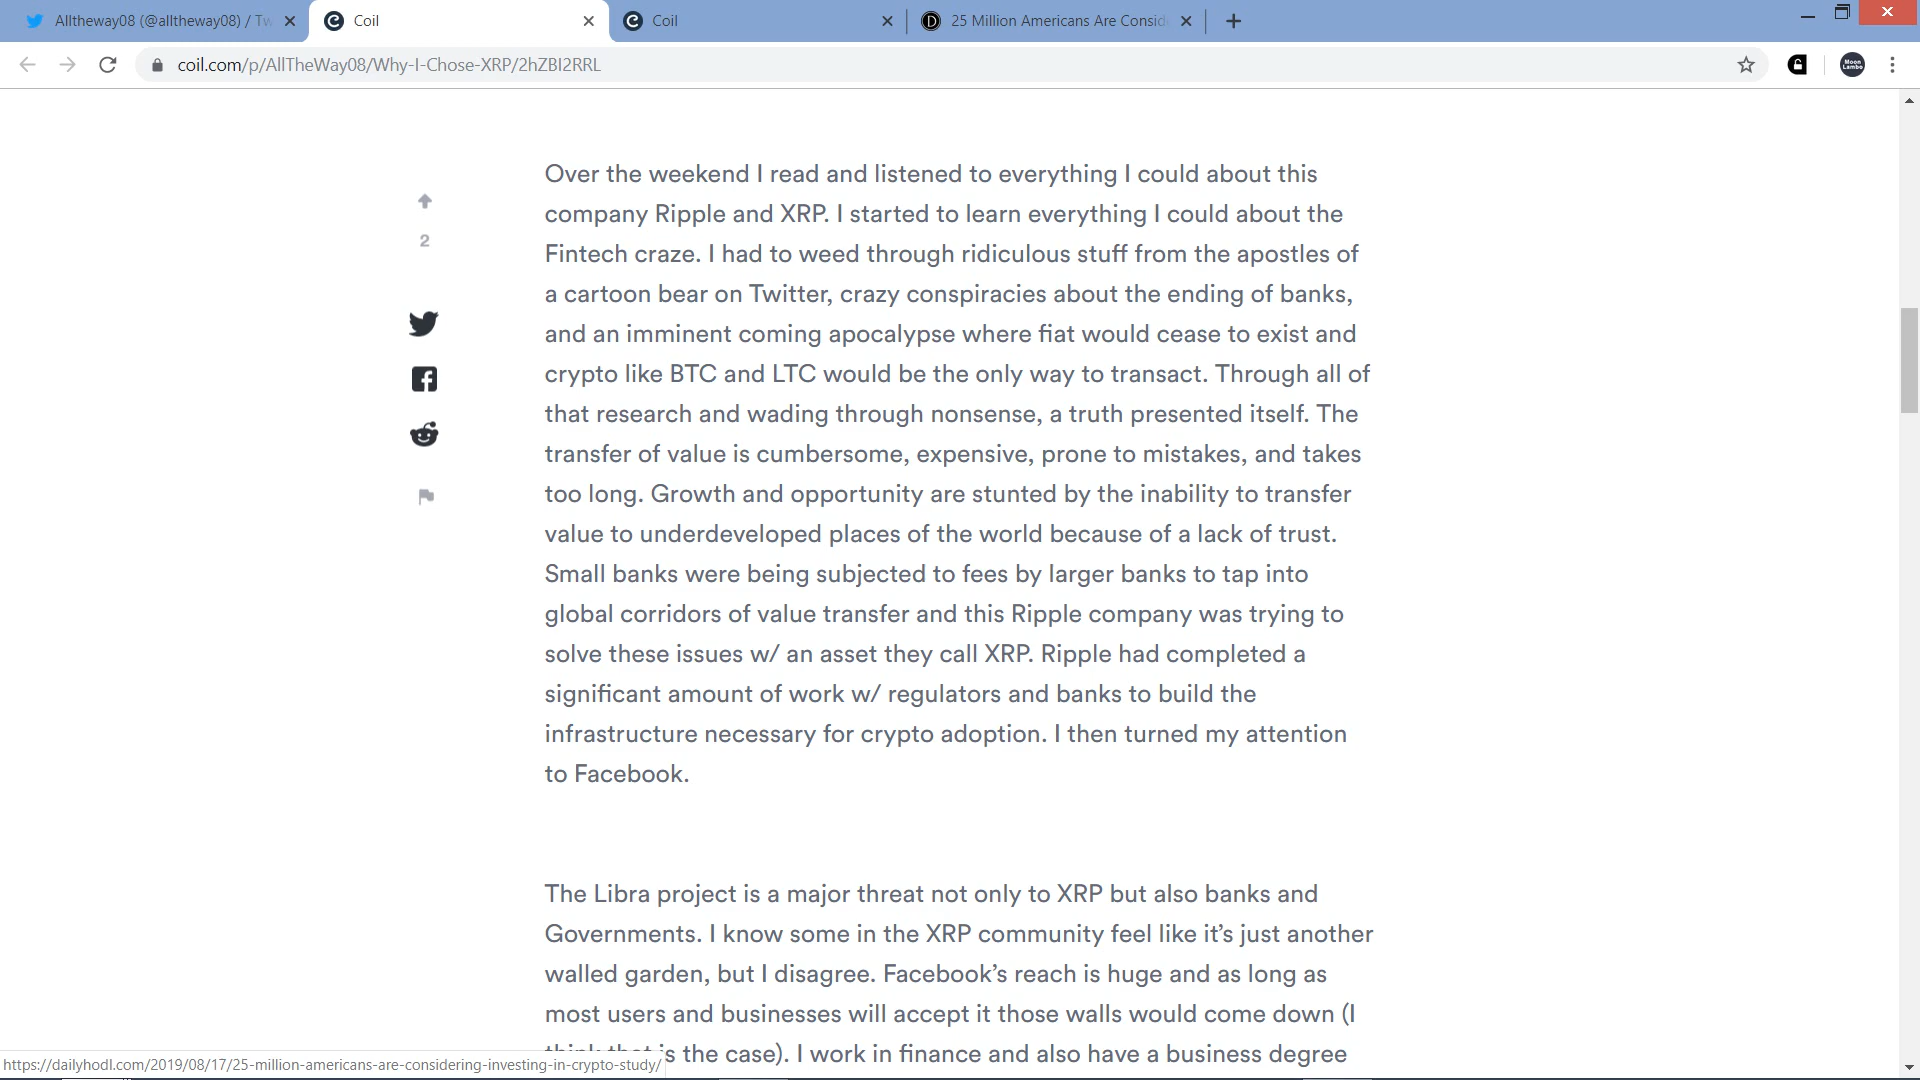 Alltheway08 (@alltheway08) / Tw
Coil
Coil
25 Million Americans Are Consid
coil.com/p/AllTheWay08/Why-I-Chose-XRP/2hZBI2RRL
Moon
Lambo
2
Over the weekend I read and listened to everything I could about this
company Ripple and XRP. I started to learn everything I could about the
Fintech craze. I had to weed through ridiculous stuff from the apostles of
a cartoon bear on Twitter, crazy conspiracies about the ending of banks,
and an imminent coming apocalypse where fiat would cease to exist and
crypto like BTC and LTC would be the only way to transact. Through all of
that research and wading through nonsense, a truth presented itself. The
transfer of value is cumbersome, expensive, prone to mistakes, and takes
too long. Growth and opportunity are stunted by the inability to transfer
value to underdeveloped places of the world because of a lack of trust.
Small banks were being subjected to fees by larger banks to tap into
global corridors of value transfer and this Ripple company was trying to
solve these issues w/ an asset they call XRP. Ripple had completed a
significant amount of work w/ regulators and banks to build the
infrastructure necessary for crypto adoption. I then turned my attention
to Facebook.
The Libra project is a major threat not only to XRP but also banks and
Governments. I know some in the XRP community feel like it's just another
walled garden, but I disagree. Facebook's reach is huge and as long as
most users and businesses will accept it those walls would come down (I
think that is the case). I work in finance and also have a business degree
https://dailyhodl.com/2019/08/17/25-million-americans-are-considering-investing-in-crypto-study/